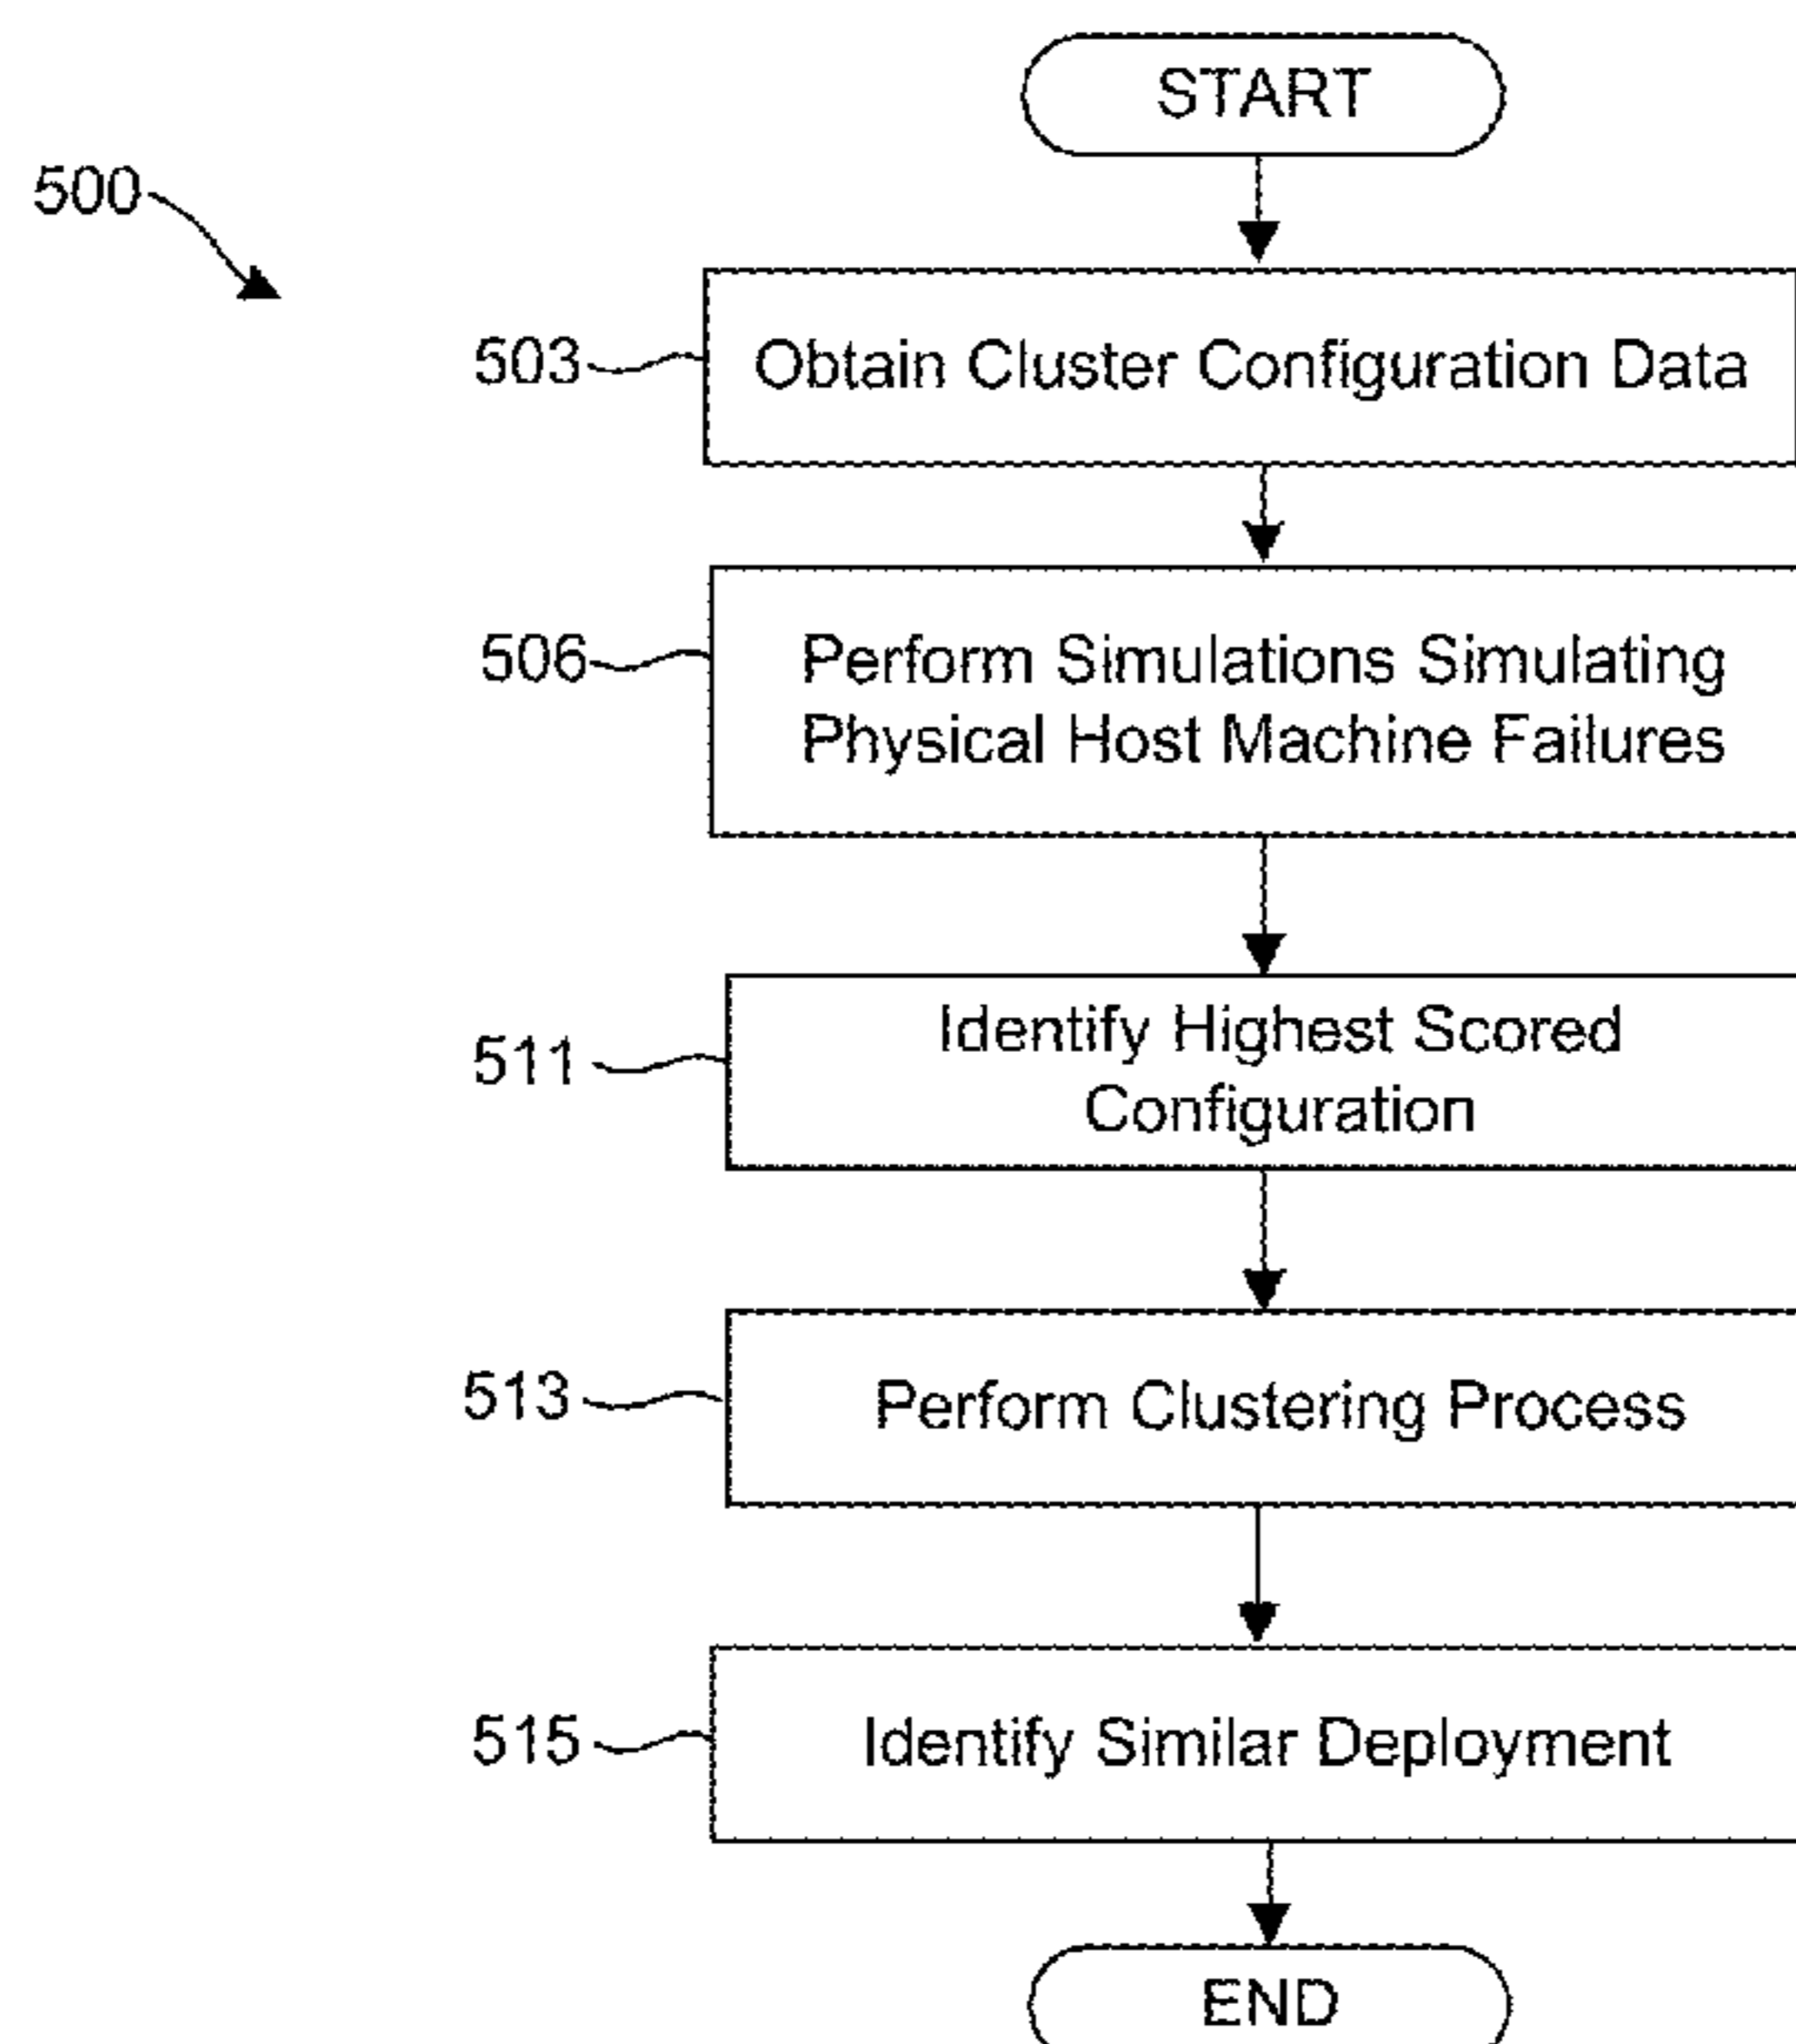 START
500
503
Obtain Cluster Configuration Data
506
Perform Simulations Simulating
Physical Host Machine Failures
511
Identify Highest Scored
Configuration
513
Perform Clustering Process
515
Identify Similar Deployment
END